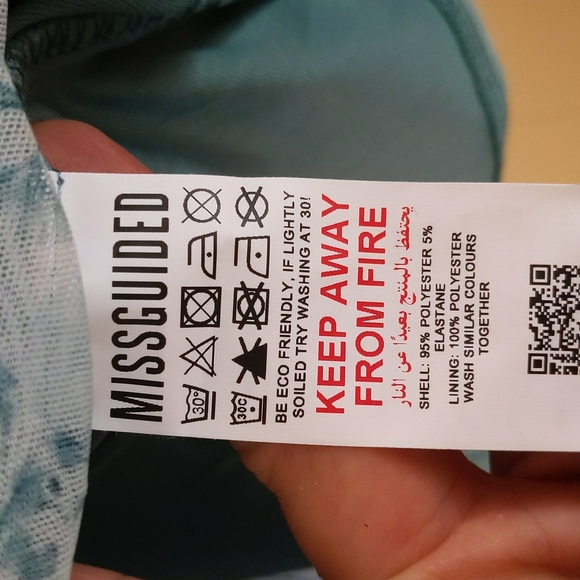 MISSGUIDED
30°
30C
BE ECO FRIENDLY, IF LIGHTLY
SOILED TRY WASHING AT 30!
KEEP AWAY
FROM FIRE
يحتفظ بالمنتج بعيدا عن النار
SHELL: 95% POLYESTER 5%
ELASTANE
LINING: 100% POLYESTER
WASH SIMILAR COLOURS
TOGETHER